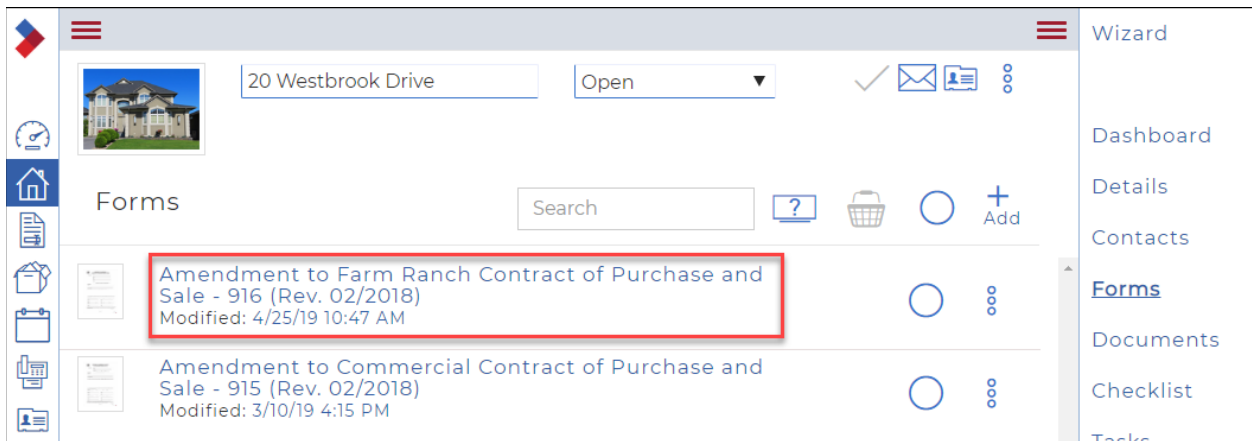 Wizard
20 Westbrook Drive
Open
Dashboard
Details
Forms
Search
?
Add
Contacts
Amendment to Farm Ranch Contract of Purchase and
Sale - 916 (Rev. 02/2018)
Modified: 4/25/19 10:47 AM
Forms
Documents
Amendment to Commercial Contract of Purchase and
Sale - 915 (Rev. 02/2018)
Modified: 3/10/19 4:15 PM
Checklist
Tasks